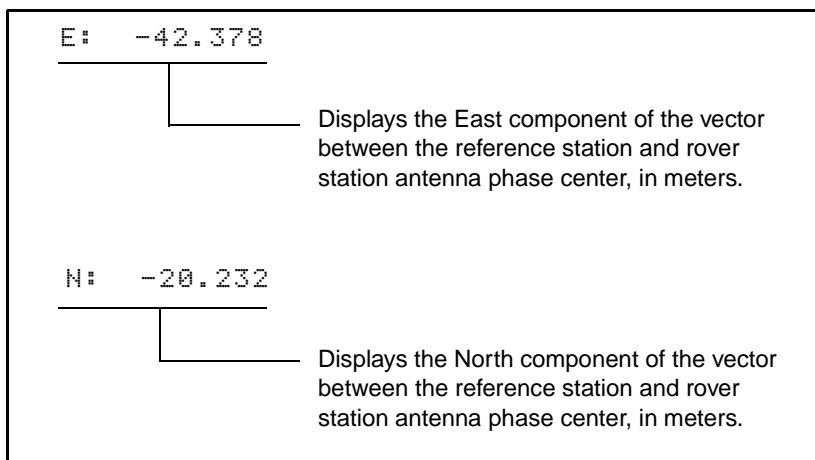 E: -42.378
Displays the East component of the vector
between the reference station and rover
station antenna phase center, in meters.
N: -20.232
Displays the North component of the vector
between the reference station and rover
station antenna phase center, in meters.